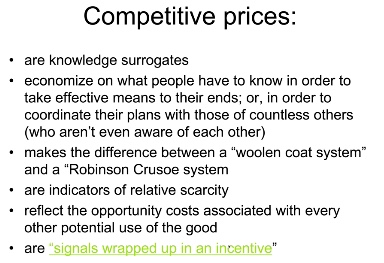 Competitive prices:
• are knowledge surrogates
• economize on what people have to know in order to
take effective means to their ends; or, in order to
coordinate their plans with those of countless others
(who aren’t even aware of each other)
• makes the difference between a “woolen coat system”
and a “Robinson Crusoe system
• are indicators of relative scarcity
• reflect the opportunity costs associated with every
other potential use of the good
• are “signals wrapped up in an incentive”